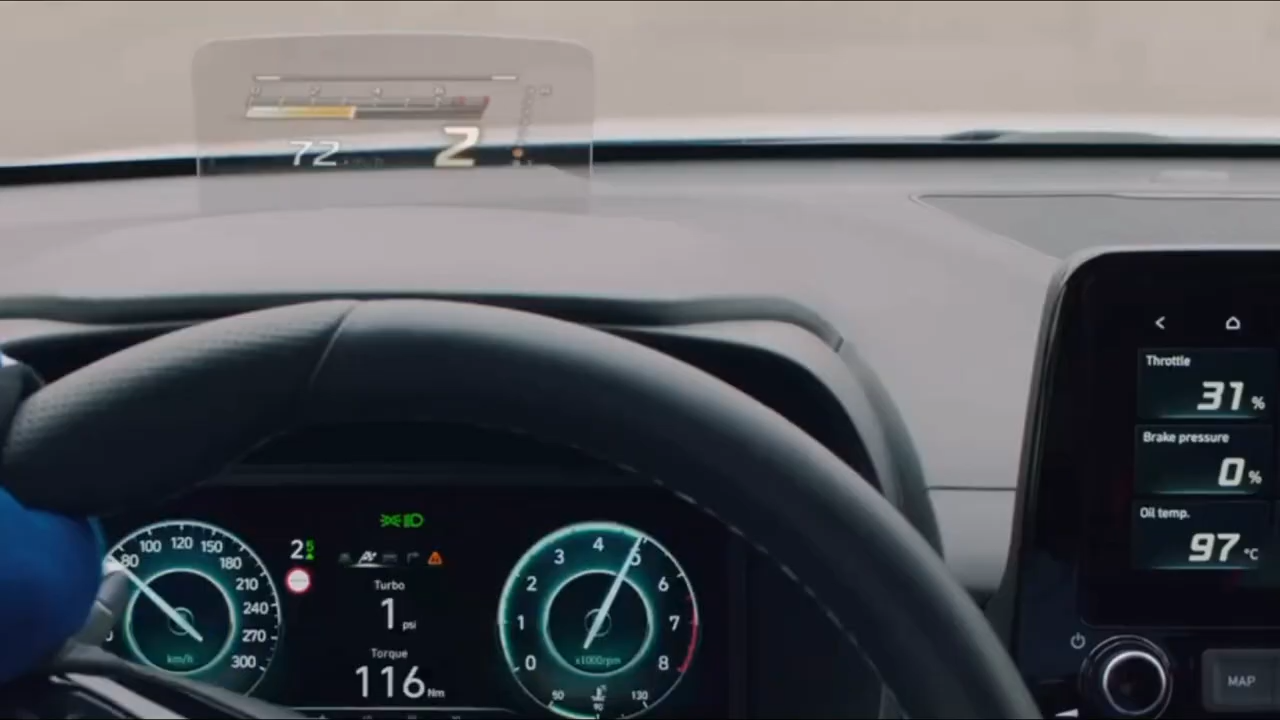 72
2
Throttle
31 %
Brake pressure
0 %
Oil temp.
97 °C
MAP
80 100 120 150 180 210 240 270 300
km/h
2 5
Turbo
1 psi
Torque
116 Nm
0 1 2 3 4 5 6 7 8
x1000rpm
50 90 130